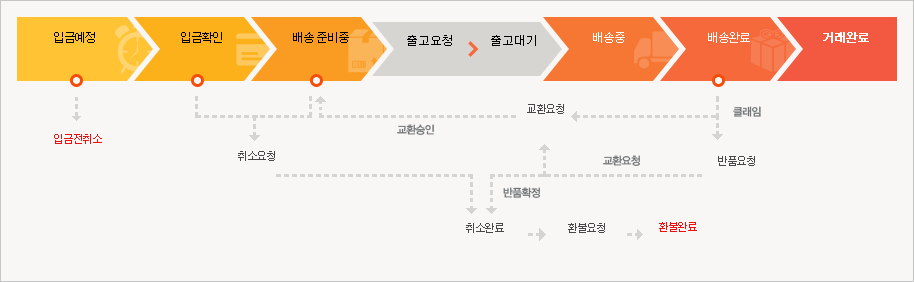 입금예정
입금확인
배송 준비중
출고요청
출고대기
배송중
배송완료
거래완료
입금전취소
취소요청
교환승인
교환요청
클래임
교환요청
반품요청
반품확정
취소완료
환불요청
환불완료